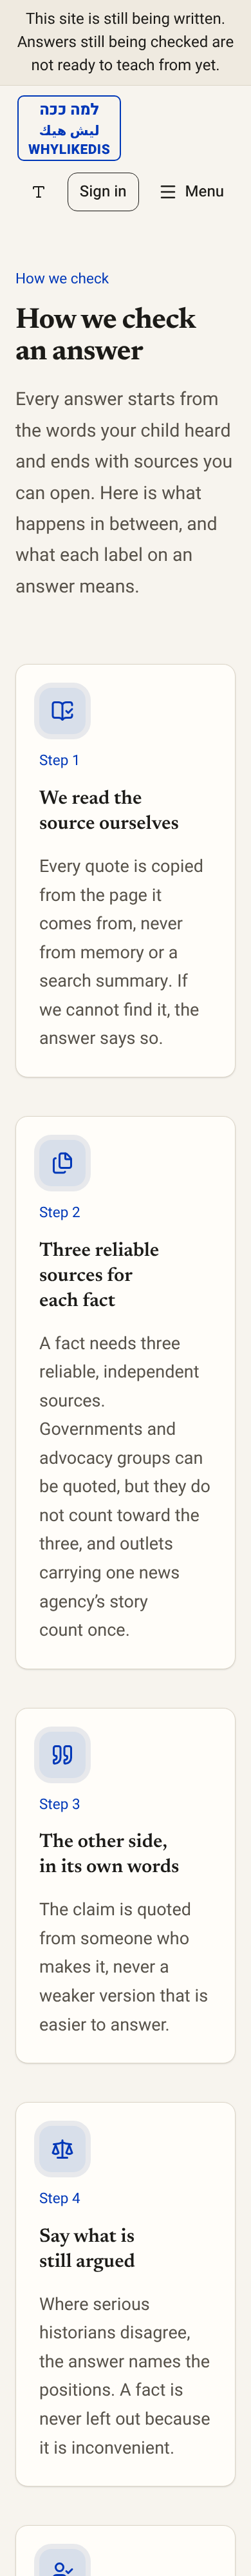 This site is still being written.
Answers still being checked are
not ready to teach from yet.
למה ככה
ليش هيك
WHYLIKEDIS
Sign in
Menu
How we check
How we check
an answer
Every answer starts from
the words your child heard
and ends with sources you
can open. Here is what
happens in between, and
what each label on an
answer means.
Step 1
We read the
source ourselves
Every quote is copied
from the page it
comes from, never
from memory or a
search summary. If
we cannot find it, the
answer says so.
Step 2
Three reliable
sources for
each fact
A fact needs three
reliable, independent
sources.
Governments and
advocacy groups can
be quoted, but they do
not count toward the
three, and outlets
carrying one news
agency’s story
count once.
Step 3
The other side,
in its own words
The claim is quoted
from someone who
makes it, never a
weaker version that is
easier to answer.
Step 4
Say what is
still argued
Where serious
historians disagree,
the answer names the
positions. A fact is
never left out because
it is inconvenient.